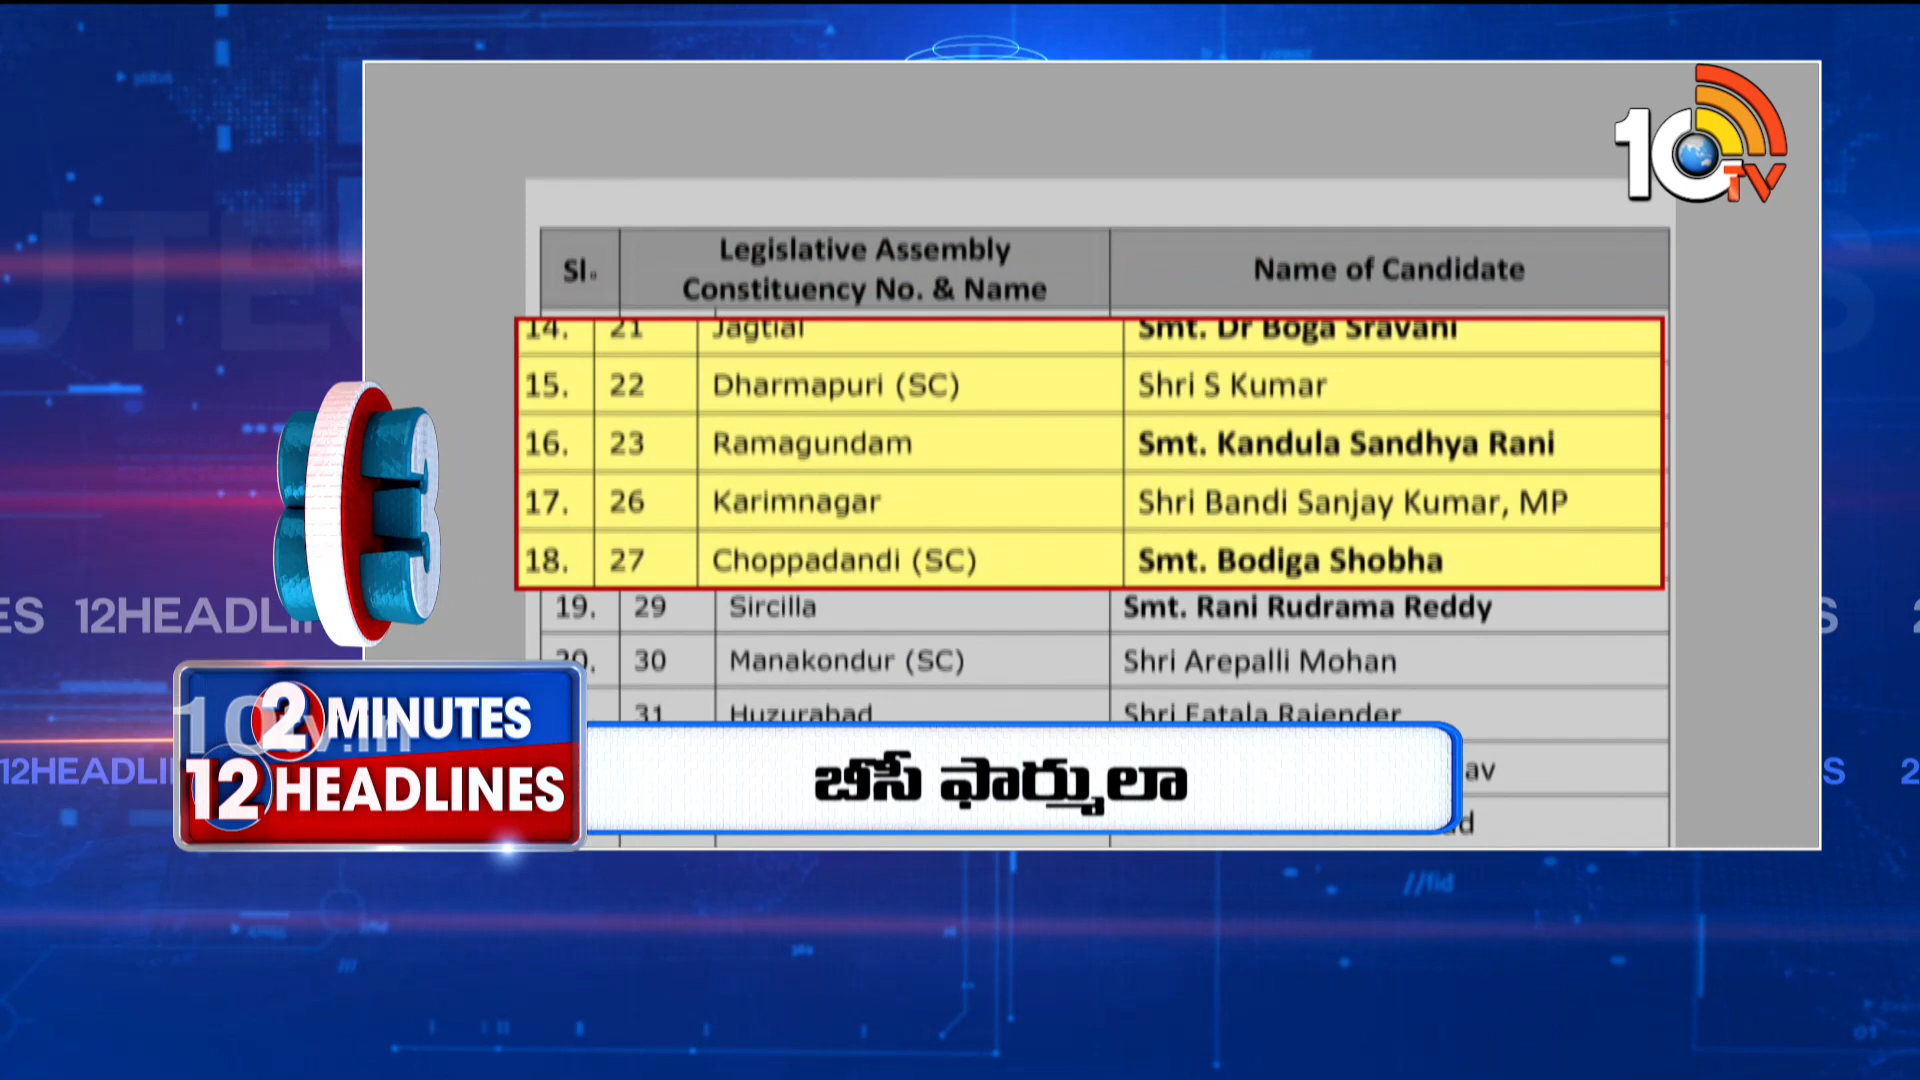 10TV
Sl. Legislative Assembly Constituency No. & Name Name of Candidate
14. 21 Jagtial Smt. Dr Boga Sravani
15. 22 Dharmapuri (SC) Shri S Kumar
16. 23 Ramagundam Smt. Kandula Sandhya Rani
17. 26 Karimnagar Shri Bandi Sanjay Kumar, MP
18. 27 Choppadandi (SC) Smt. Bodiga Shobha
19. 29 Sircilla Smt. Rani Rudrama Reddy
20. 30 Manakondur (SC) Shri Arepalli Mohan
31 Huzurabad Shri Eatala Rajender
2 MINUTES
12 HEADLINES
బీసీ ఫార్ములా
12HEADLI
12HEADLI